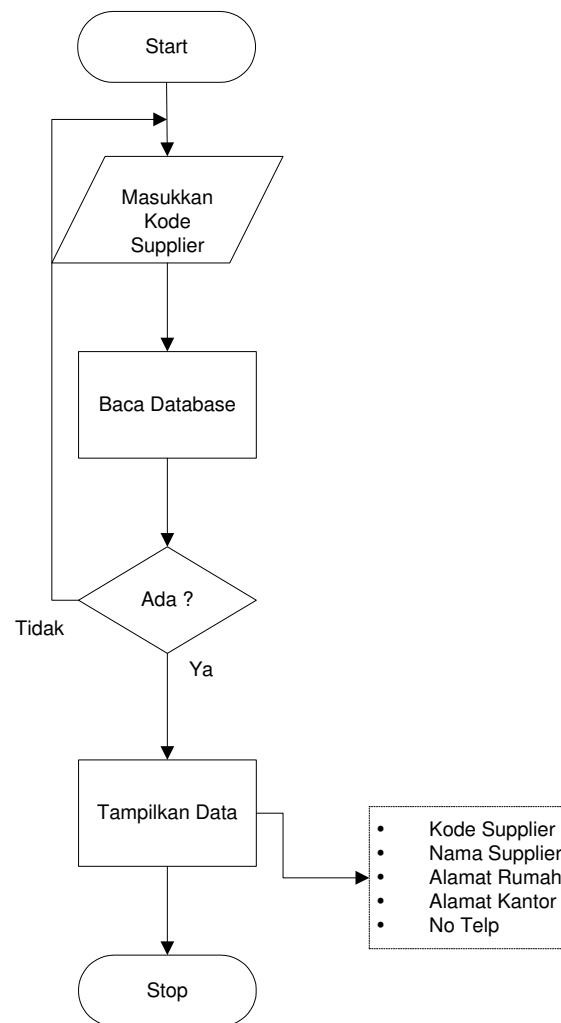 Start
Masukkan
Kode
Supplier
Baca Database
Ada ?
Tidak
Ya
Tampilkan Data
• Kode Supplier
• Nama Supplier
• Alamat Rumah
• Alamat Kantor
• No Telp
Stop